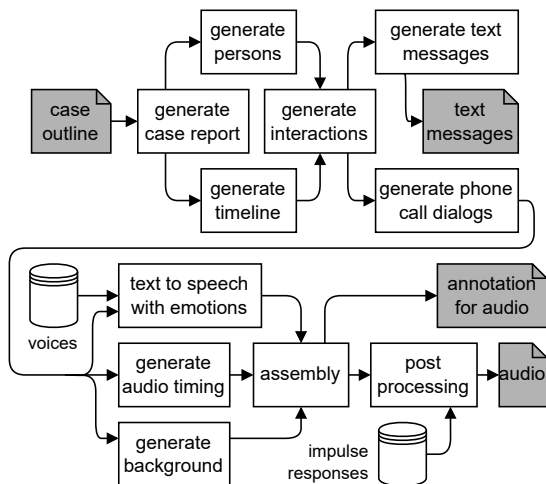 generate
persons
generate text
messages
case
outline
generate
case report
generate
interactions
text
messages
generate
timeline
generate phone
call dialogs
voices
text to speech
with emotions
annotation
for audio
generate
audio timing
assembly
post
processing
audio
generate
background
impulse
responses